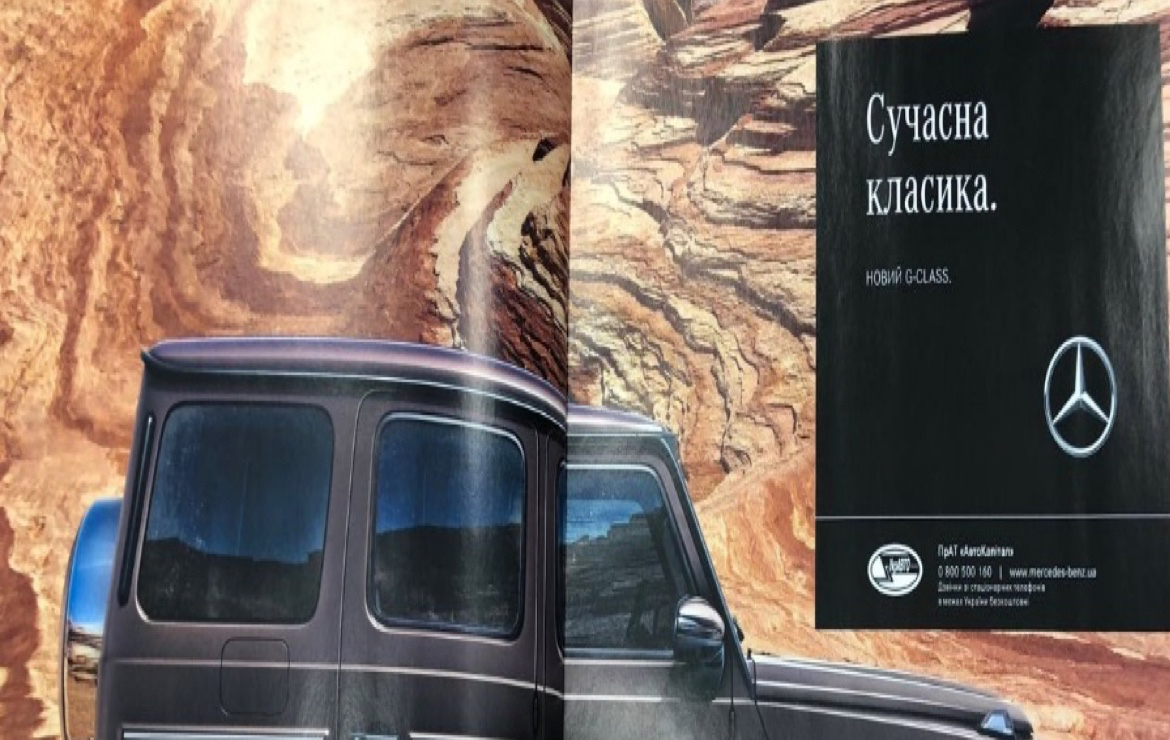 Сучасна
класика.
НОВИЙ G-CLASS.
УкрАВТО
ПрАТ «АвтоКапітал»
0 800 500 160 | www.mercedes-benz.ua
Дзвінки зі стаціонарних телефонів
в межах України безкоштовні